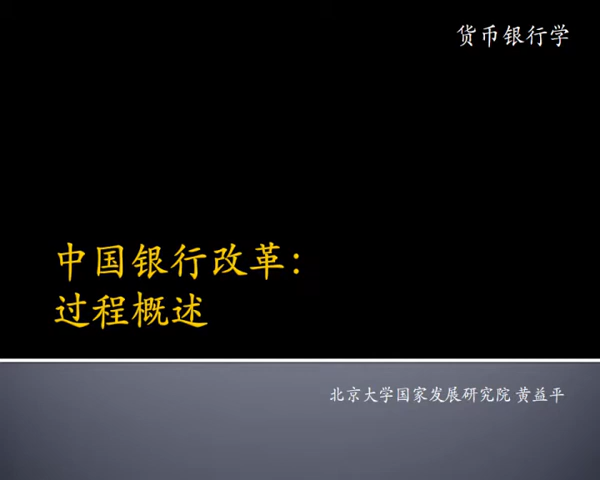 货币银行学
中国银行改革:
过程概述
北京大学国家发展研究院 黄益平